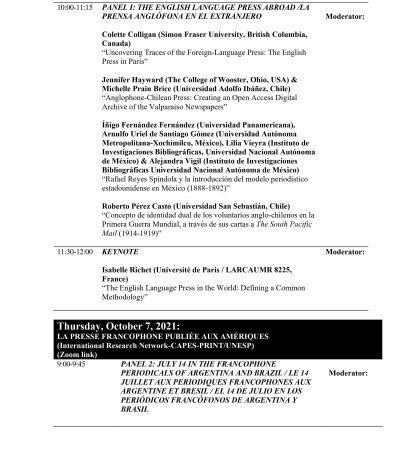 10:00-11:15 PANEL I: THE ENGLISH LANGUAGE PRESS ABROAD /LA
PRENSA ANGLÓFONA EN EL EXTRANJERO Moderator:
Colette Colligan (Simon Fraser University, British Columbia,
Canada)
“Uncovering Traces of the Foreign-Language Press: The English
Press in Paris”
Jennifer Hayward (The College of Wooster, Ohio, USA) &
Michelle Prain Brice (Universidad Adolfo Ibáñez, Chile)
“Anglophone-Chilean Press: Creating an Open Access Digital
Archive of the Valparaíso Newspapers”
Íñigo Fernández Fernández (Universidad Panamericana),
Arnulfo Uriel de Santiago Gómez (Universidad Autónoma
Metropolitana-Xochimilco, México), Lilia Vieyra (Instituto de
Investigaciones Bibliográficas, Universidad Nacional Autónoma
de México) & Alejandra Vigil (Instituto de Investigaciones
Bibliográficas Universidad Nacional Autónoma de México)
“Rafael Reyes Spíndola y la introducción del modelo periodístico
estadounidense en México (1888-1892)”
Roberto Pérez Casto (Universidad San Sebastián, Chile)
“Concepto de identidad dual de los voluntarios anglo-chilenos en la
Primera Guerra Mundial, a través de sus cartas a The South Pacific
Mail (1914-1919)”
11:30-12:00 KEYNOTE Moderator:
Isabelle Richet (Université de Paris / LARCAUMR 8225,
France)
“The English Language Press in the World: Defining a Common
Methodology”
Thursday, October 7, 2021:
LA PRESSE FRANCOPHONE PUBLIÉE AUX AMÉRIQUES
(International Research Network-CAPES-PRINT/UNESP)
(Zoom link)
9:00-9:45 PANEL 2: JULY 14 IN THE FRANCOPHONE
PERIODICALS OF ARGENTINA AND BRAZIL / LE 14 Moderator:
JUILLET AUX PERIODIQUES FRANCOPHONES AUX
ARGENTINE ET BRESIL / EL 14 DE JULIO EN LOS
PERIÓDICOS FRANCÓFONOS DE ARGENTINA Y
BRASIL